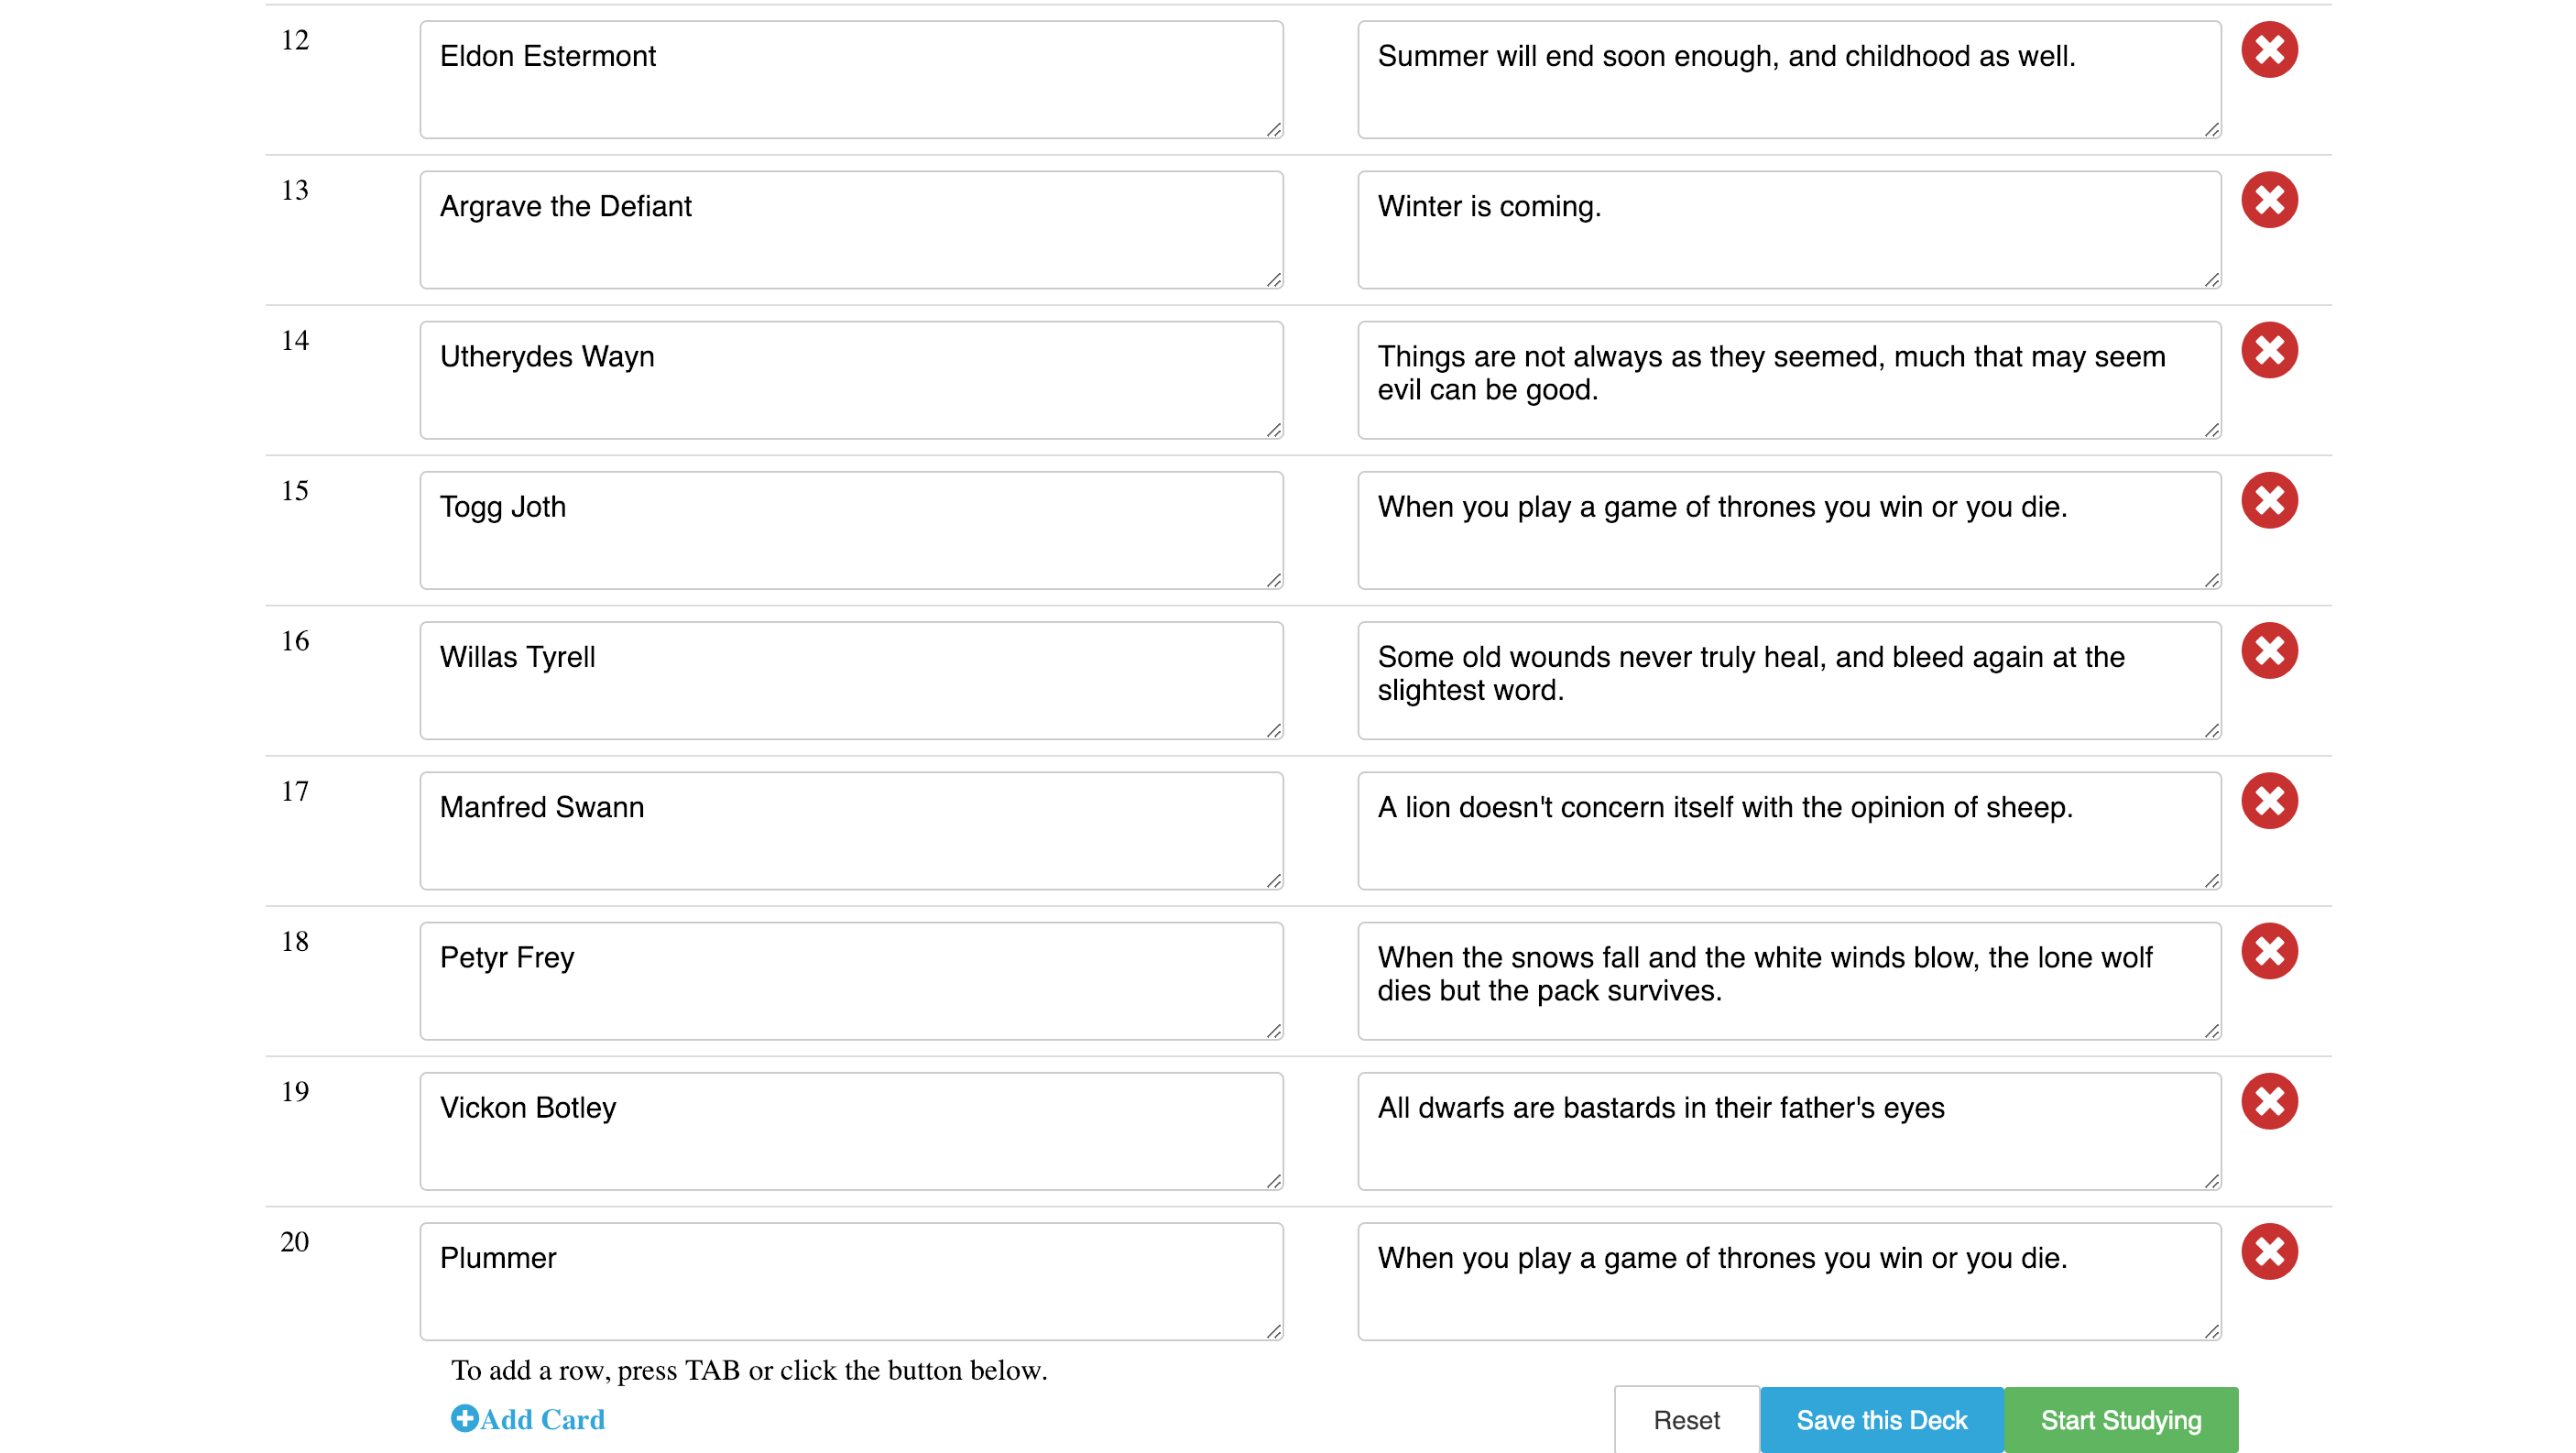 12
Eldon Estermont
Summer will end soon enough, and childhood as well.
13
Argrave the Defiant
Winter is coming.
14
Utherydes Wayn
Things are not always as they seemed, much that may seem
evil can be good.
15
Togg Joth
When you play a game of thrones you win or you die.
16
Willas Tyrell
Some old wounds never truly heal, and bleed again at the
slightest word.
17
Manfred Swann
A lion doesn't concern itself with the opinion of sheep.
18
Petyr Frey
When the snows fall and the white winds blow, the lone wolf
dies but the pack survives.
19
Vickon Botley
All dwarfs are bastards in their father's eyes
20
Plummer
When you play a game of thrones you win or you die.
To add a row, press TAB or click the button below.
Add Card
Reset
Save this Deck
Start Studying